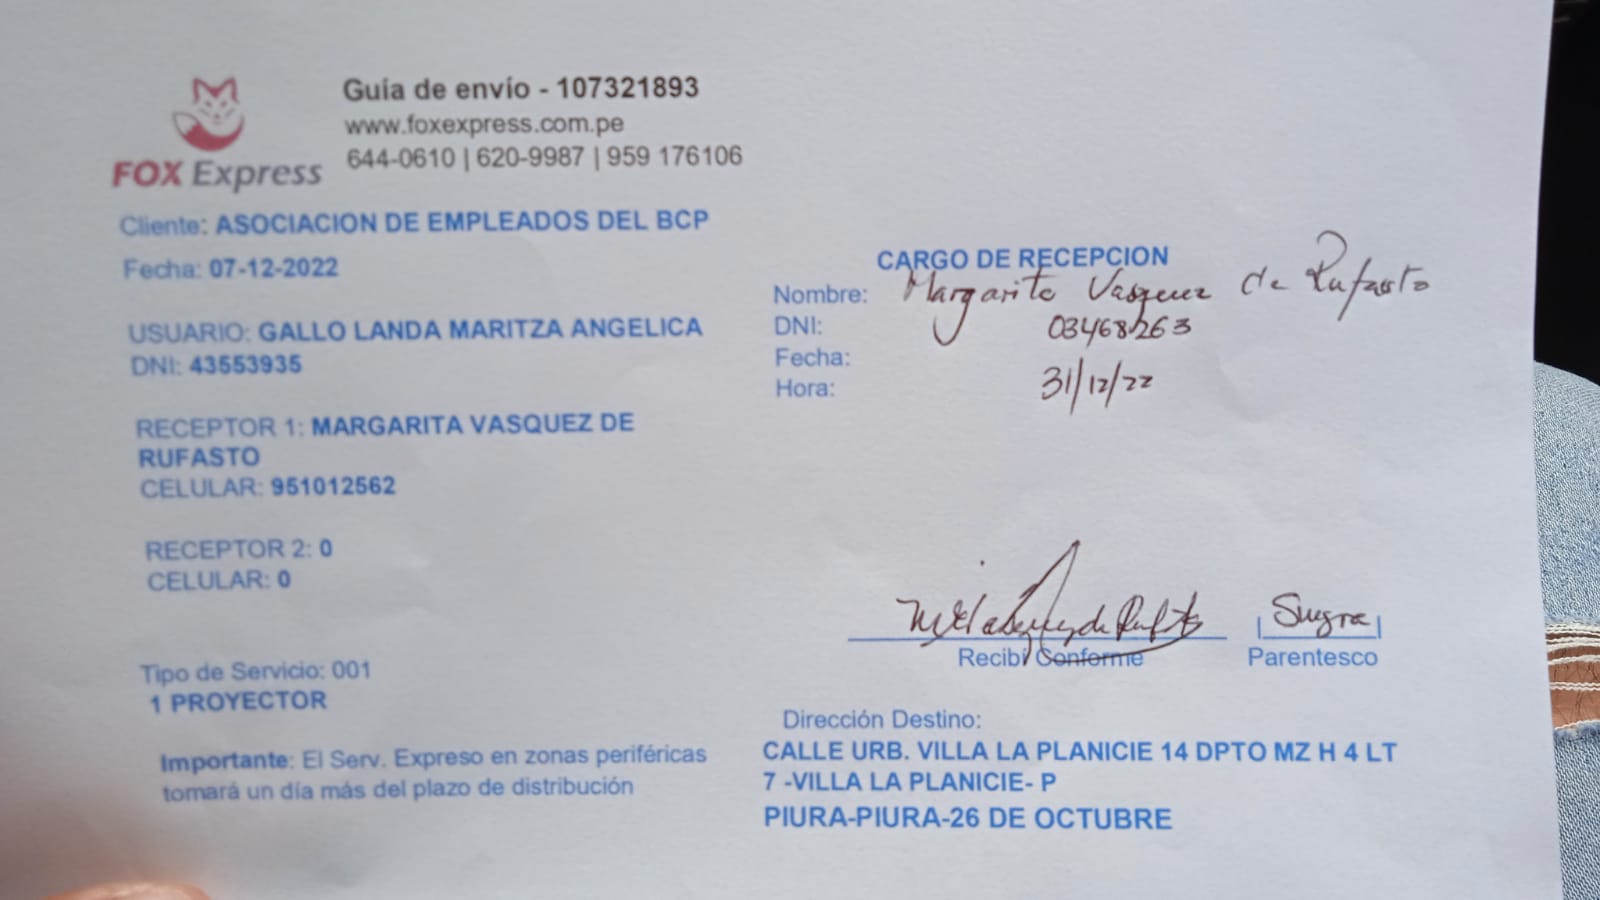 Guía de envío - 107321893
www.foxexpress.com.pe
644-0610 | 620-9987 | 959 176106
FOX Express
Cliente: ASOCIACION DE EMPLEADOS DEL BCP
Fecha: 07-12-2022
USUARIO: GALLO LANDA MARITZA ANGELICA
DNI: 43553935
RECEPTOR 1: MARGARITA VASQUEZ DE
RUFASTO
CELULAR: 951012562
RECEPTOR 2: 0
CELULAR: 0
Tipo de Servicio: 001
1 PROYECTOR
Importante: El Serv. Expreso en zonas periféricas
tomará un día más del plazo de distribución
CARGO DE RECEPCION
Nombre: Margarita Vasquez de Rufasto
DNI: 03468263
Fecha:
Hora: 31/12/22
Suegra
Recibi Conforme
Parentesco
Dirección Destino:
CALLE URB. VILLA LA PLANICIE 14 DPTO MZ H 4 LT
7 -VILLA LA PLANICIE- P
PIURA-PIURA-26 DE OCTUBRE